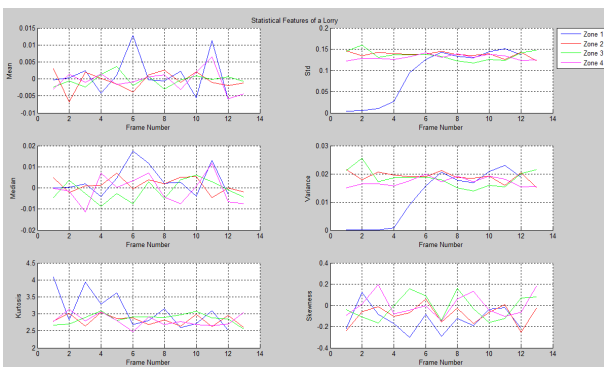 Statistical Features of a Lorry
Mean
0.015
0.01
0.005
0
-0.005
-0.01
0 2 4 6 8 10 12 14
Frame Number
Std
0.2
0.15
0.1
0.05
0
0 2 4 6 8 10 12 14
Frame Number
Zone 1
Zone 2
Zone 3
Zone 4
Median
0.02
0.01
0
-0.01
-0.02
0 2 4 6 8 10 12 14
Frame Number
Variance
0.03
0.02
0.01
0
0 2 4 6 8 10 12 14
Frame Number
Kurtosis
4.5
4
3.5
3
2.5
2
0 2 4 6 8 10 12 14
Frame Number
Skewness
0.4
0.2
0
-0.2
-0.4
0 2 4 6 8 10 12 14
Frame Number